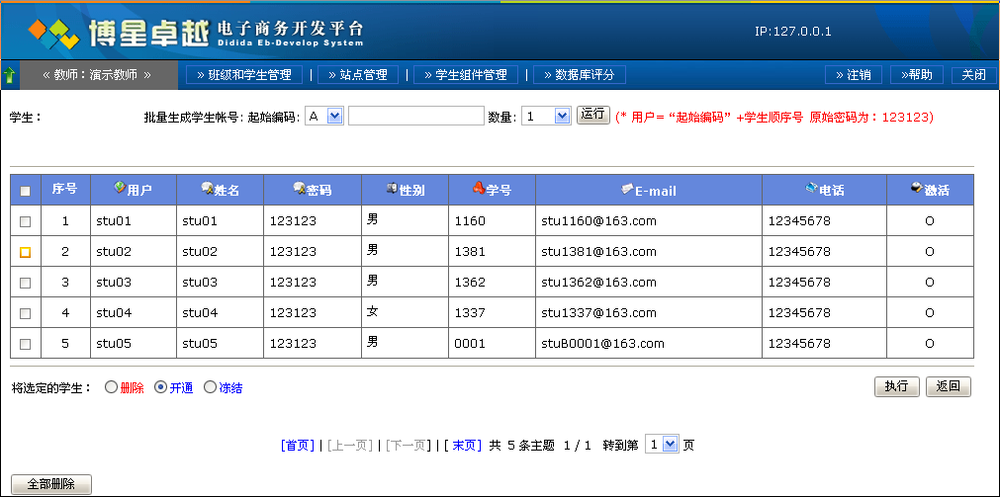 博星卓越 电子商务开发平台
Didida Eb-Develop System
IP:127.0.0.1
« 教师：演示教师 » » 班级和学生管理 | » 站点管理 | » 学生组件管理 | » 数据库评分 » 注销 »帮助 关闭
学生： 批量生成学生帐号: 起始编码: A 数量: 1 运行 (* 用户=“起始编码”+学生顺序号 原始密码为：123123)
序号 用户 姓名 密码 性别 学号 E-mail 电话 激活
1 stu01 stu01 123123 男 1160 stu1160@163.com 12345678 O
2 stu02 stu02 123123 男 1381 stu1381@163.com 12345678 O
3 stu03 stu03 123123 男 1362 stu1362@163.com 12345678 O
4 stu04 stu04 123123 女 1337 stu1337@163.com 12345678 O
5 stu05 stu05 123123 男 0001 stuB0001@163.com 12345678 O
将选定的学生： 删除 开通 冻结 执行 返回
[首页] | [上一页] | [下一页] | [ 末页] 共 5 条主题 1 / 1 转到第 1 页
全部删除